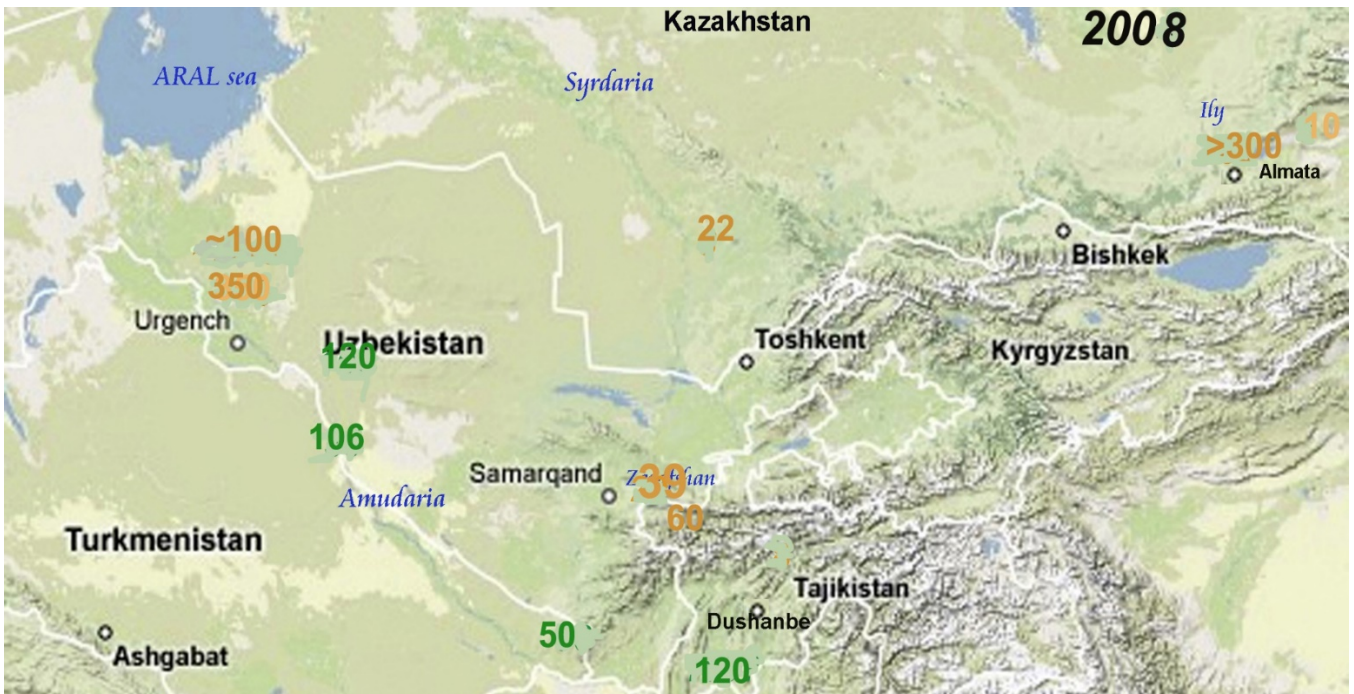 Kazakhstan
2008
ARAL sea
Syrdaria
Ily
10
>300
Almata
22
~100
Bishkek
350
Urgench
Uzbekistan
120
Toshkent
Kyrgyzstan
106
Samarqand
39
Amudaria
60
Turkmenistan
Tajikistan
Dushanbe
50
Ashgabat
120